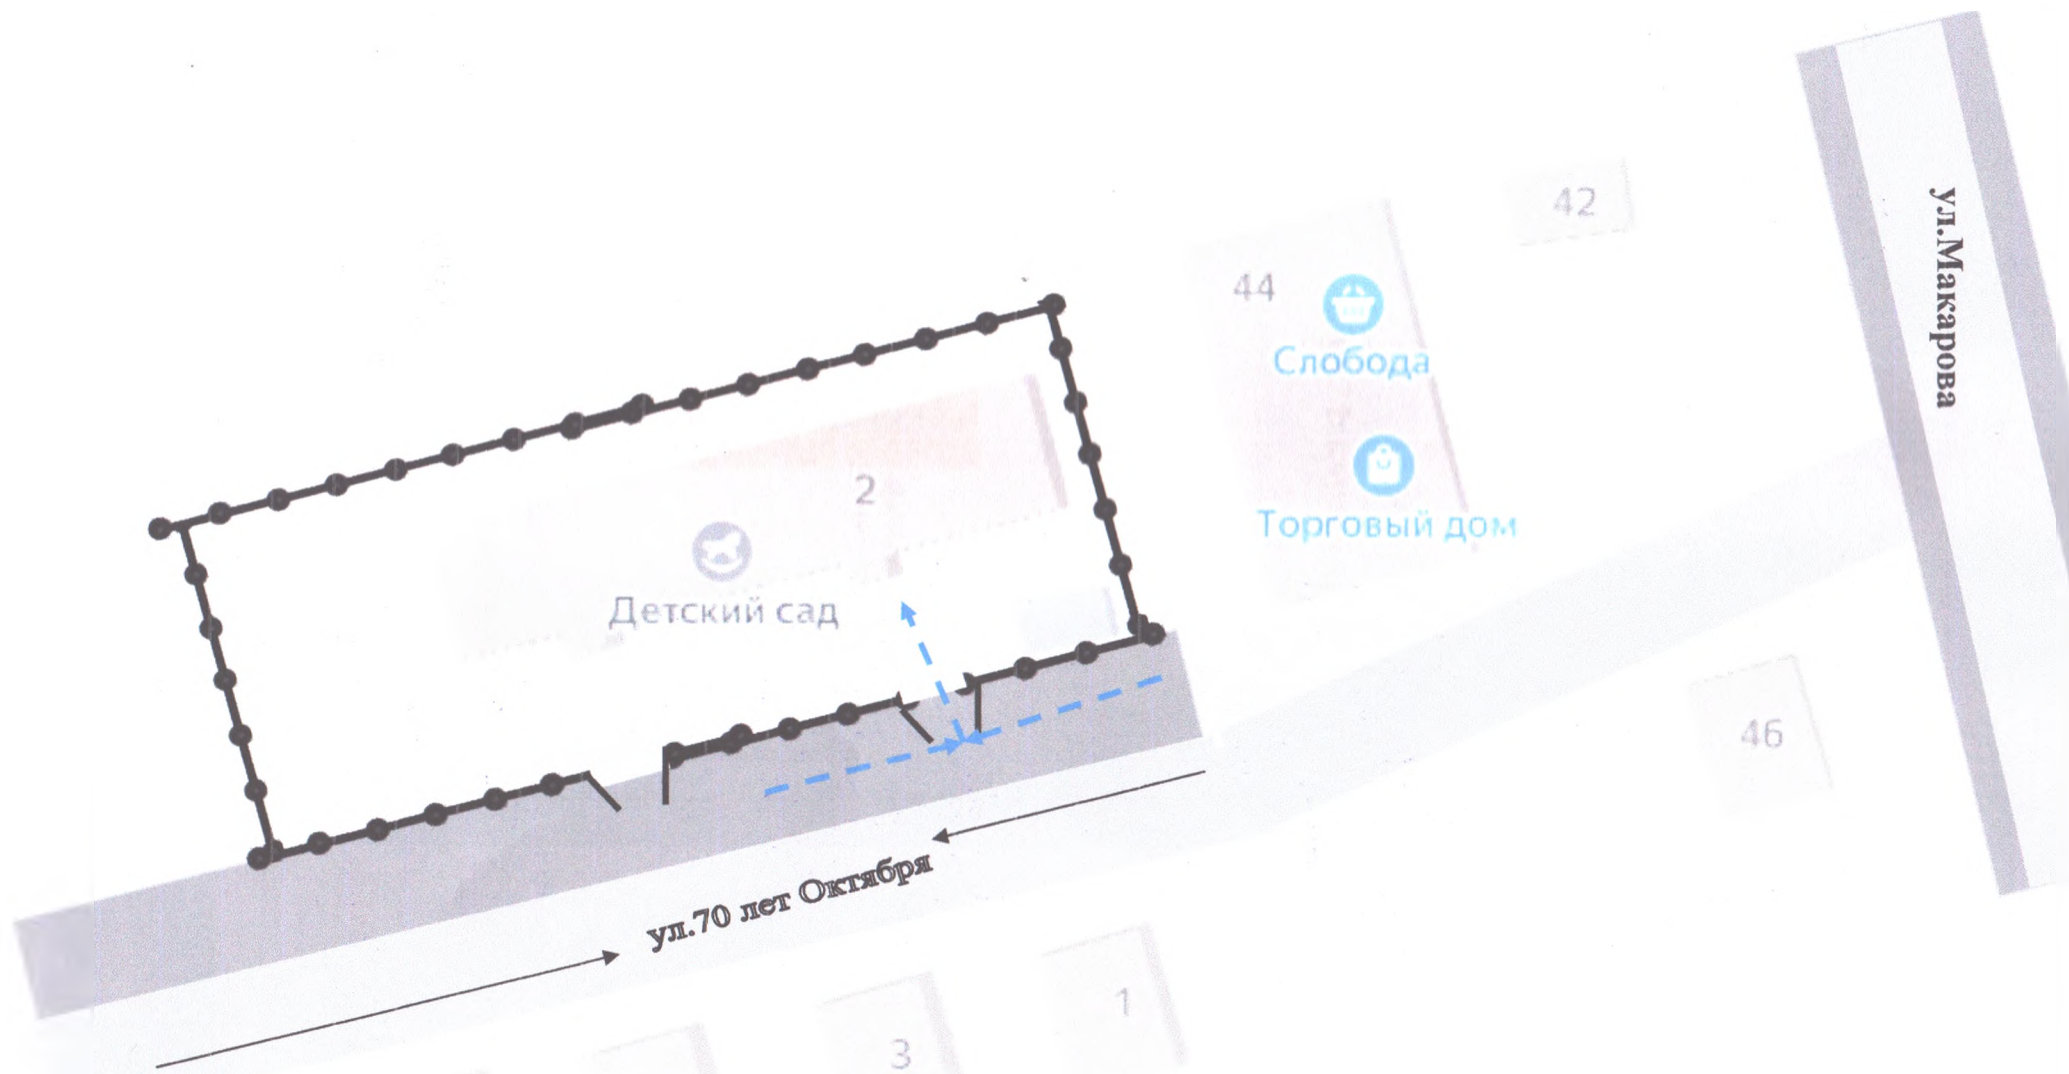 42
ул.Макарова
44
Слобода
2
Торговый дом
Детский сад
46
ул.70 лет Октября
1
3